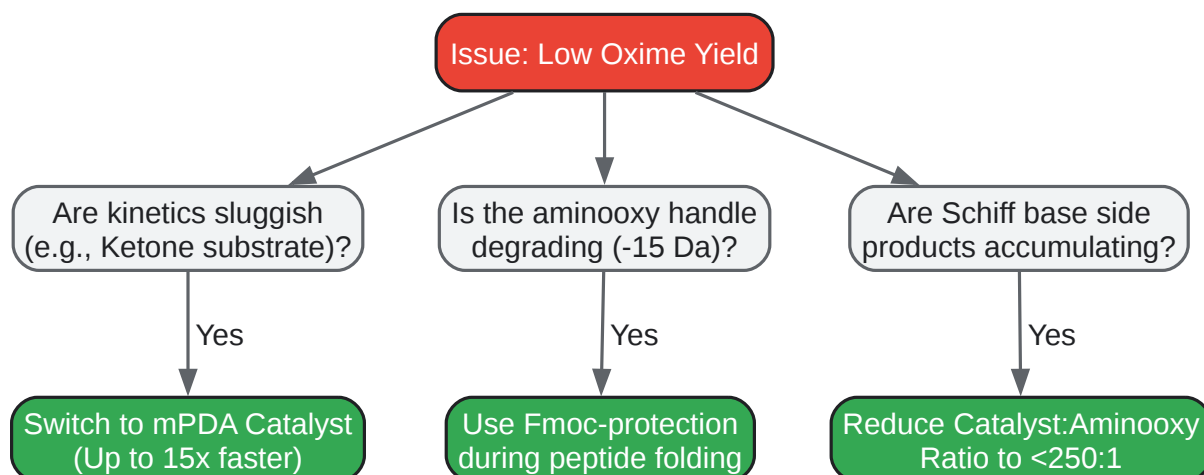 Issue: Low Oxime Yield
Are kinetics sluggish
(e.g., Ketone substrate)?
Is the aminooxy handle
degrading (-15 Da)?
Are Schiff base side
products accumulating?
Yes
Yes
Yes
Switch to mPDA Catalyst
(Up to 15x faster)
Use Fmoc-protection
during peptide folding
Reduce Catalyst:Aminooxy
Ratio to <250:1